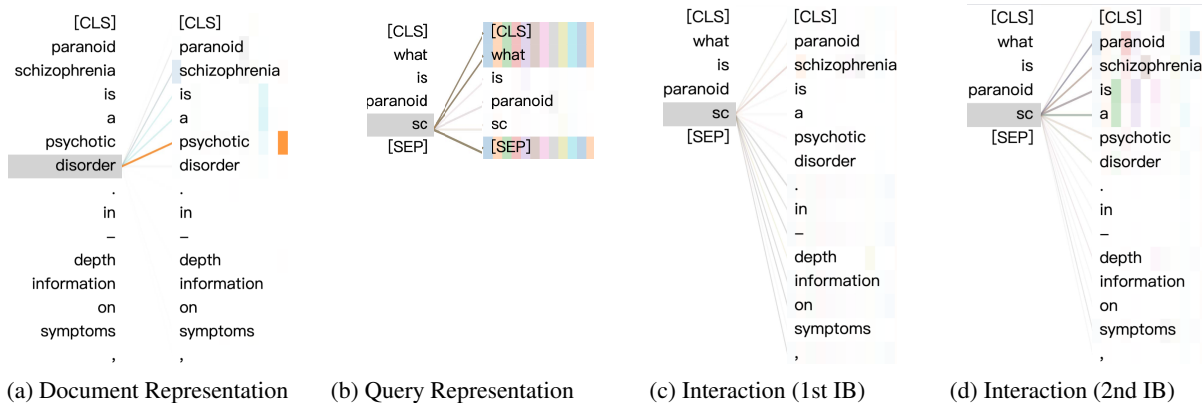 [CLS] [CLS]
paranoid paranoid
schizophrenia schizophrenia
is is
a a
psychotic psychotic
disorder disorder
. .
in in
– –
depth depth
information information
on on
symptoms symptoms
, ,
(a) Document Representation
[CLS] [CLS]
what what
is is
paranoid paranoid
sc sc
[SEP] [SEP]
(b) Query Representation
[CLS] [CLS]
what paranoid
is schizophrenia
paranoid is
sc a
[SEP] psychotic
disorder
.
in
–
depth
information
on
symptoms
,
(c) Interaction (1st IB)
[CLS] [CLS]
what paranoid
is schizophrenia
paranoid is
sc a
[SEP] psychotic
disorder
.
in
–
depth
information
on
symptoms
,
(d) Interaction (2nd IB)